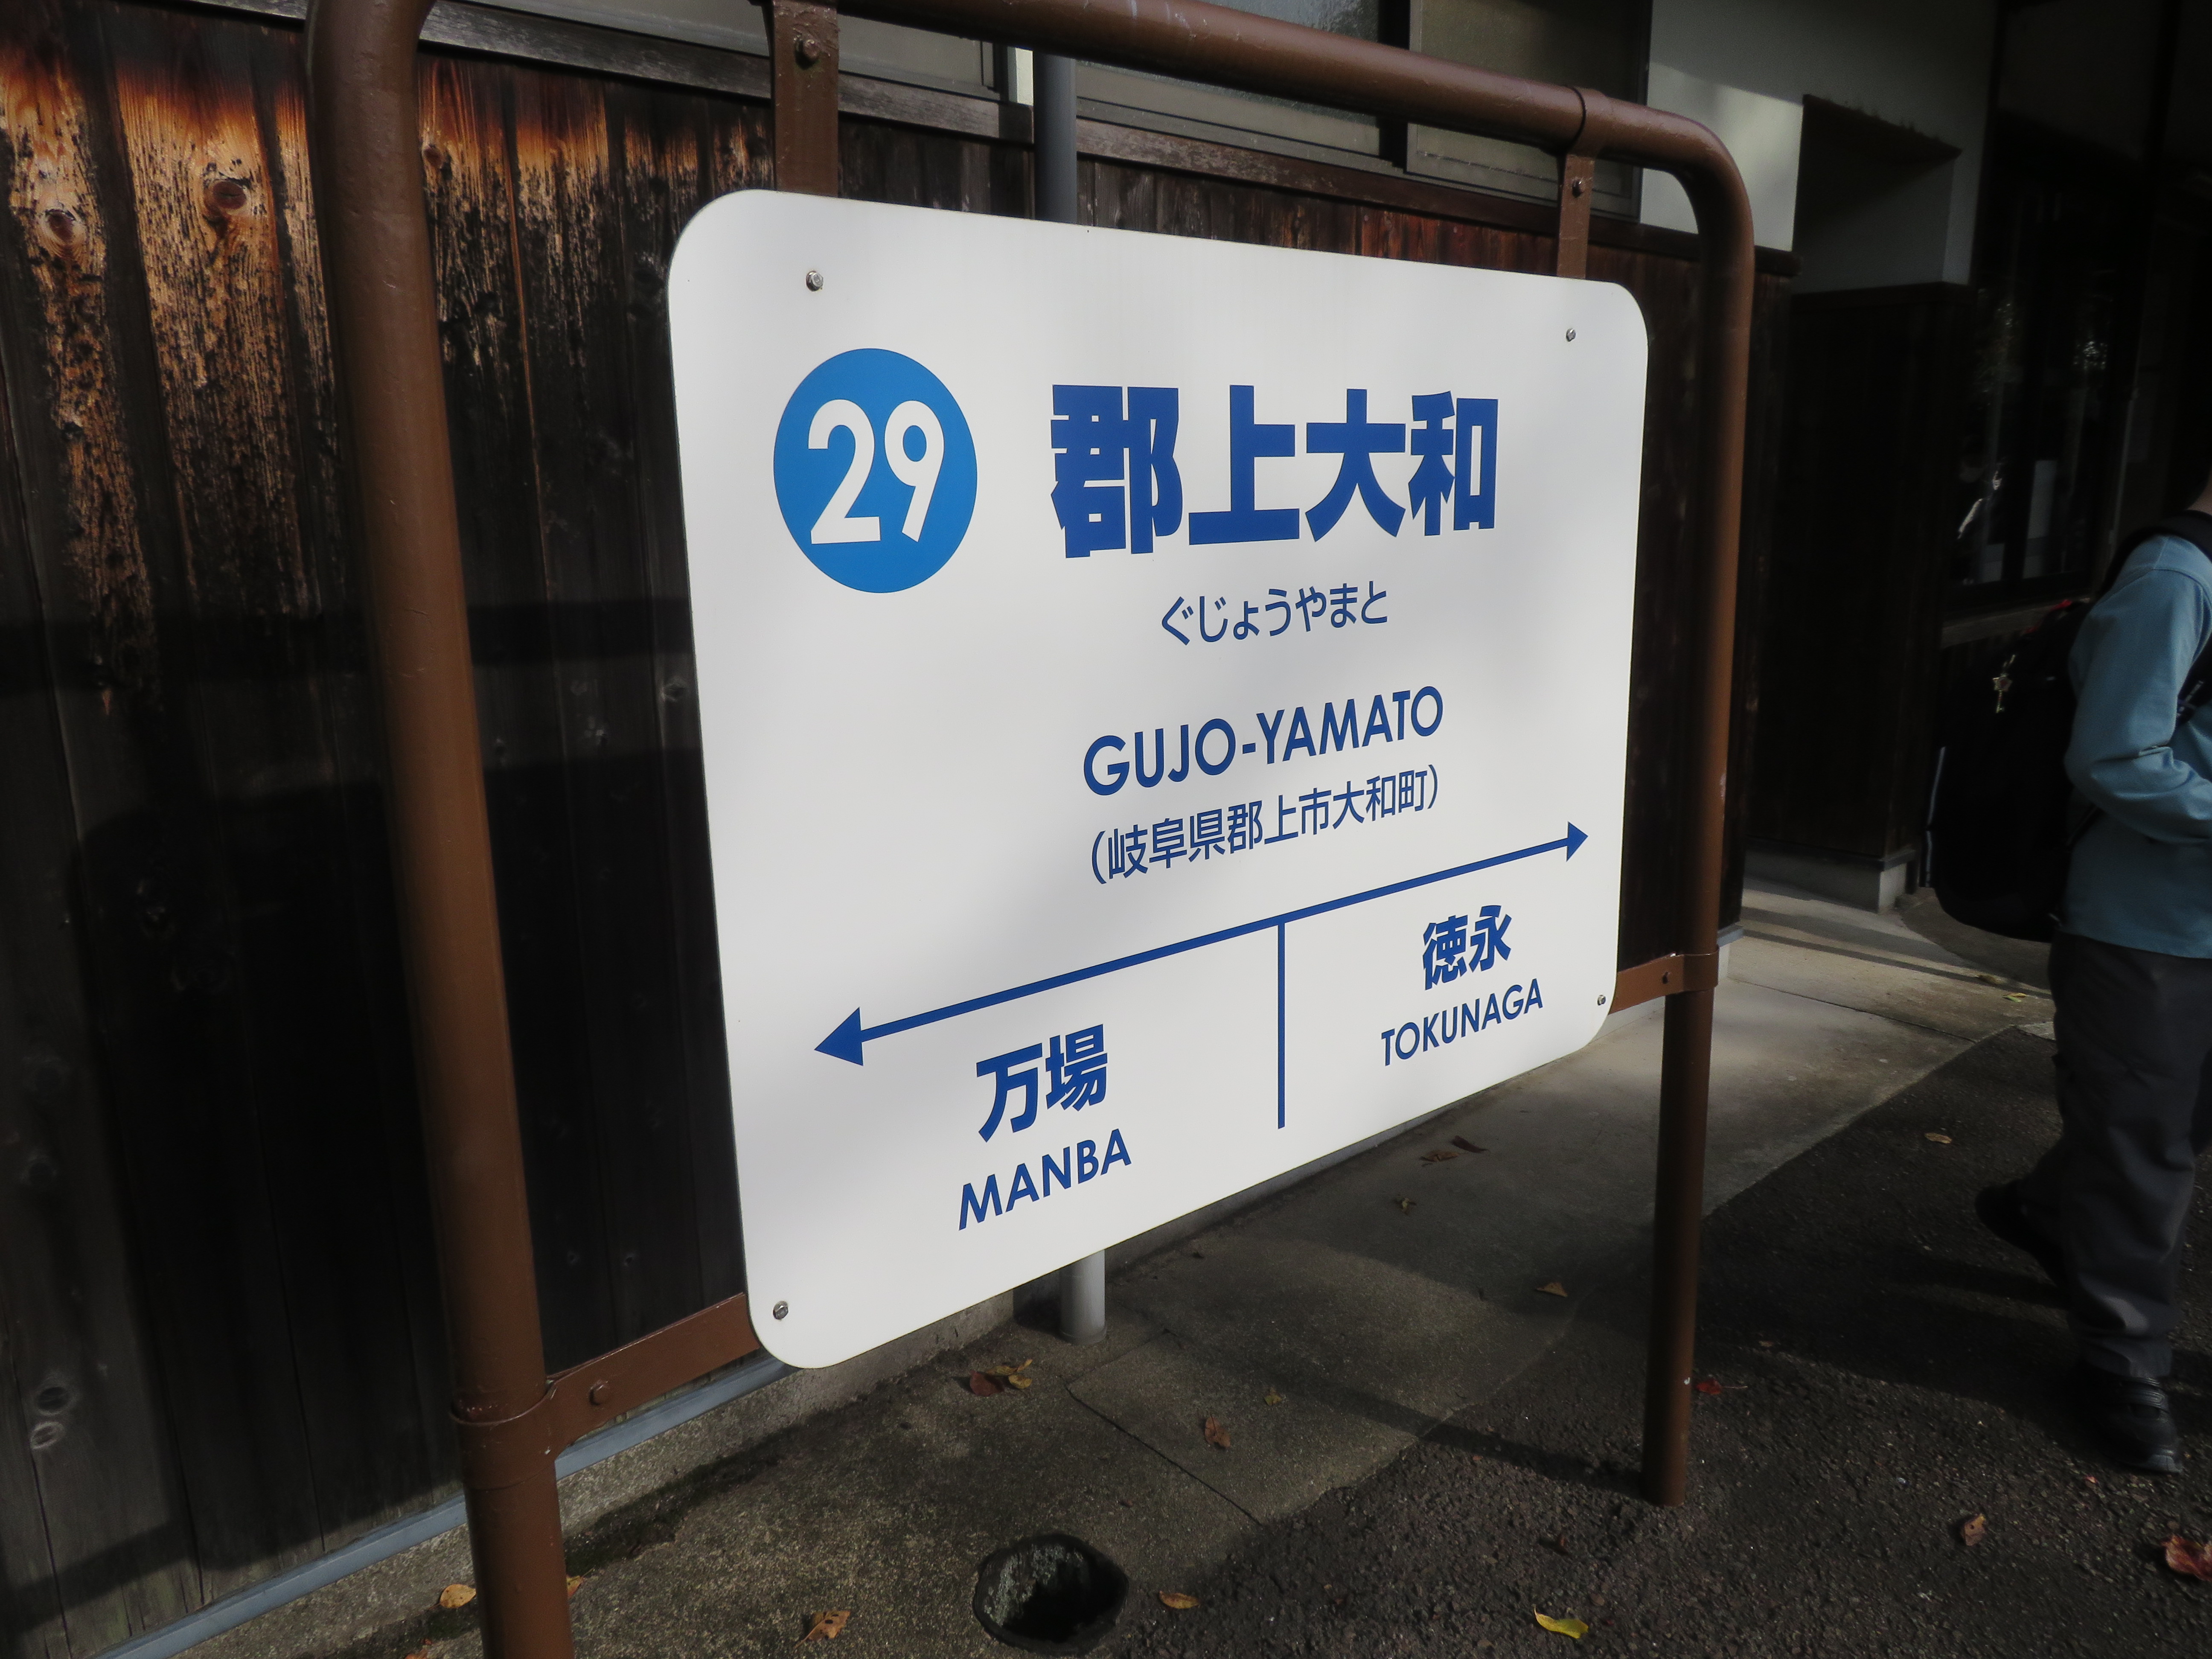 29 郡上大和
ぐじょうやまと
GUJO-YAMATO
(岐阜県郡上市大和町)
万場
MANBA
徳永
TOKUNAGA